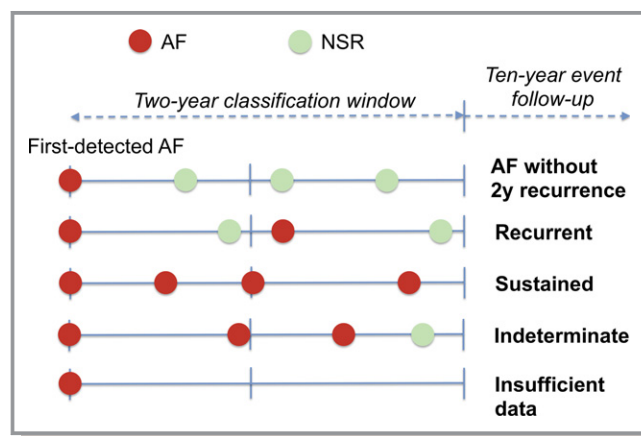 AF
NSR
Two-year classification window
Ten-year event
follow-up
First-detected AF
AF without
2y recurrence
Recurrent
Sustained
Indeterminate
Insufficient
data